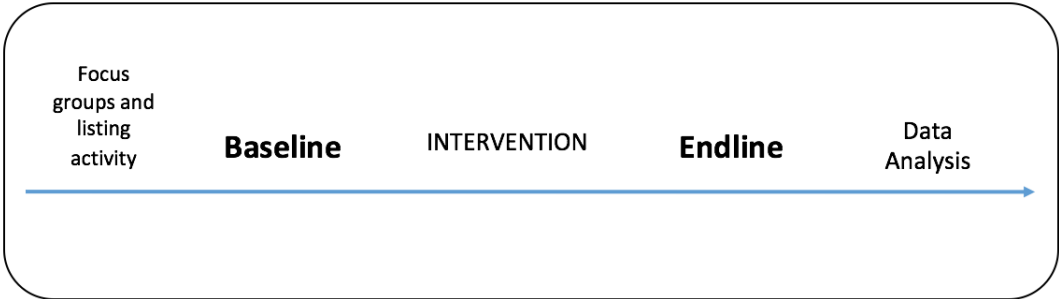 Focus
groups and
listing
activity
Baseline
INTERVENTION
Endline
Data
Analysis